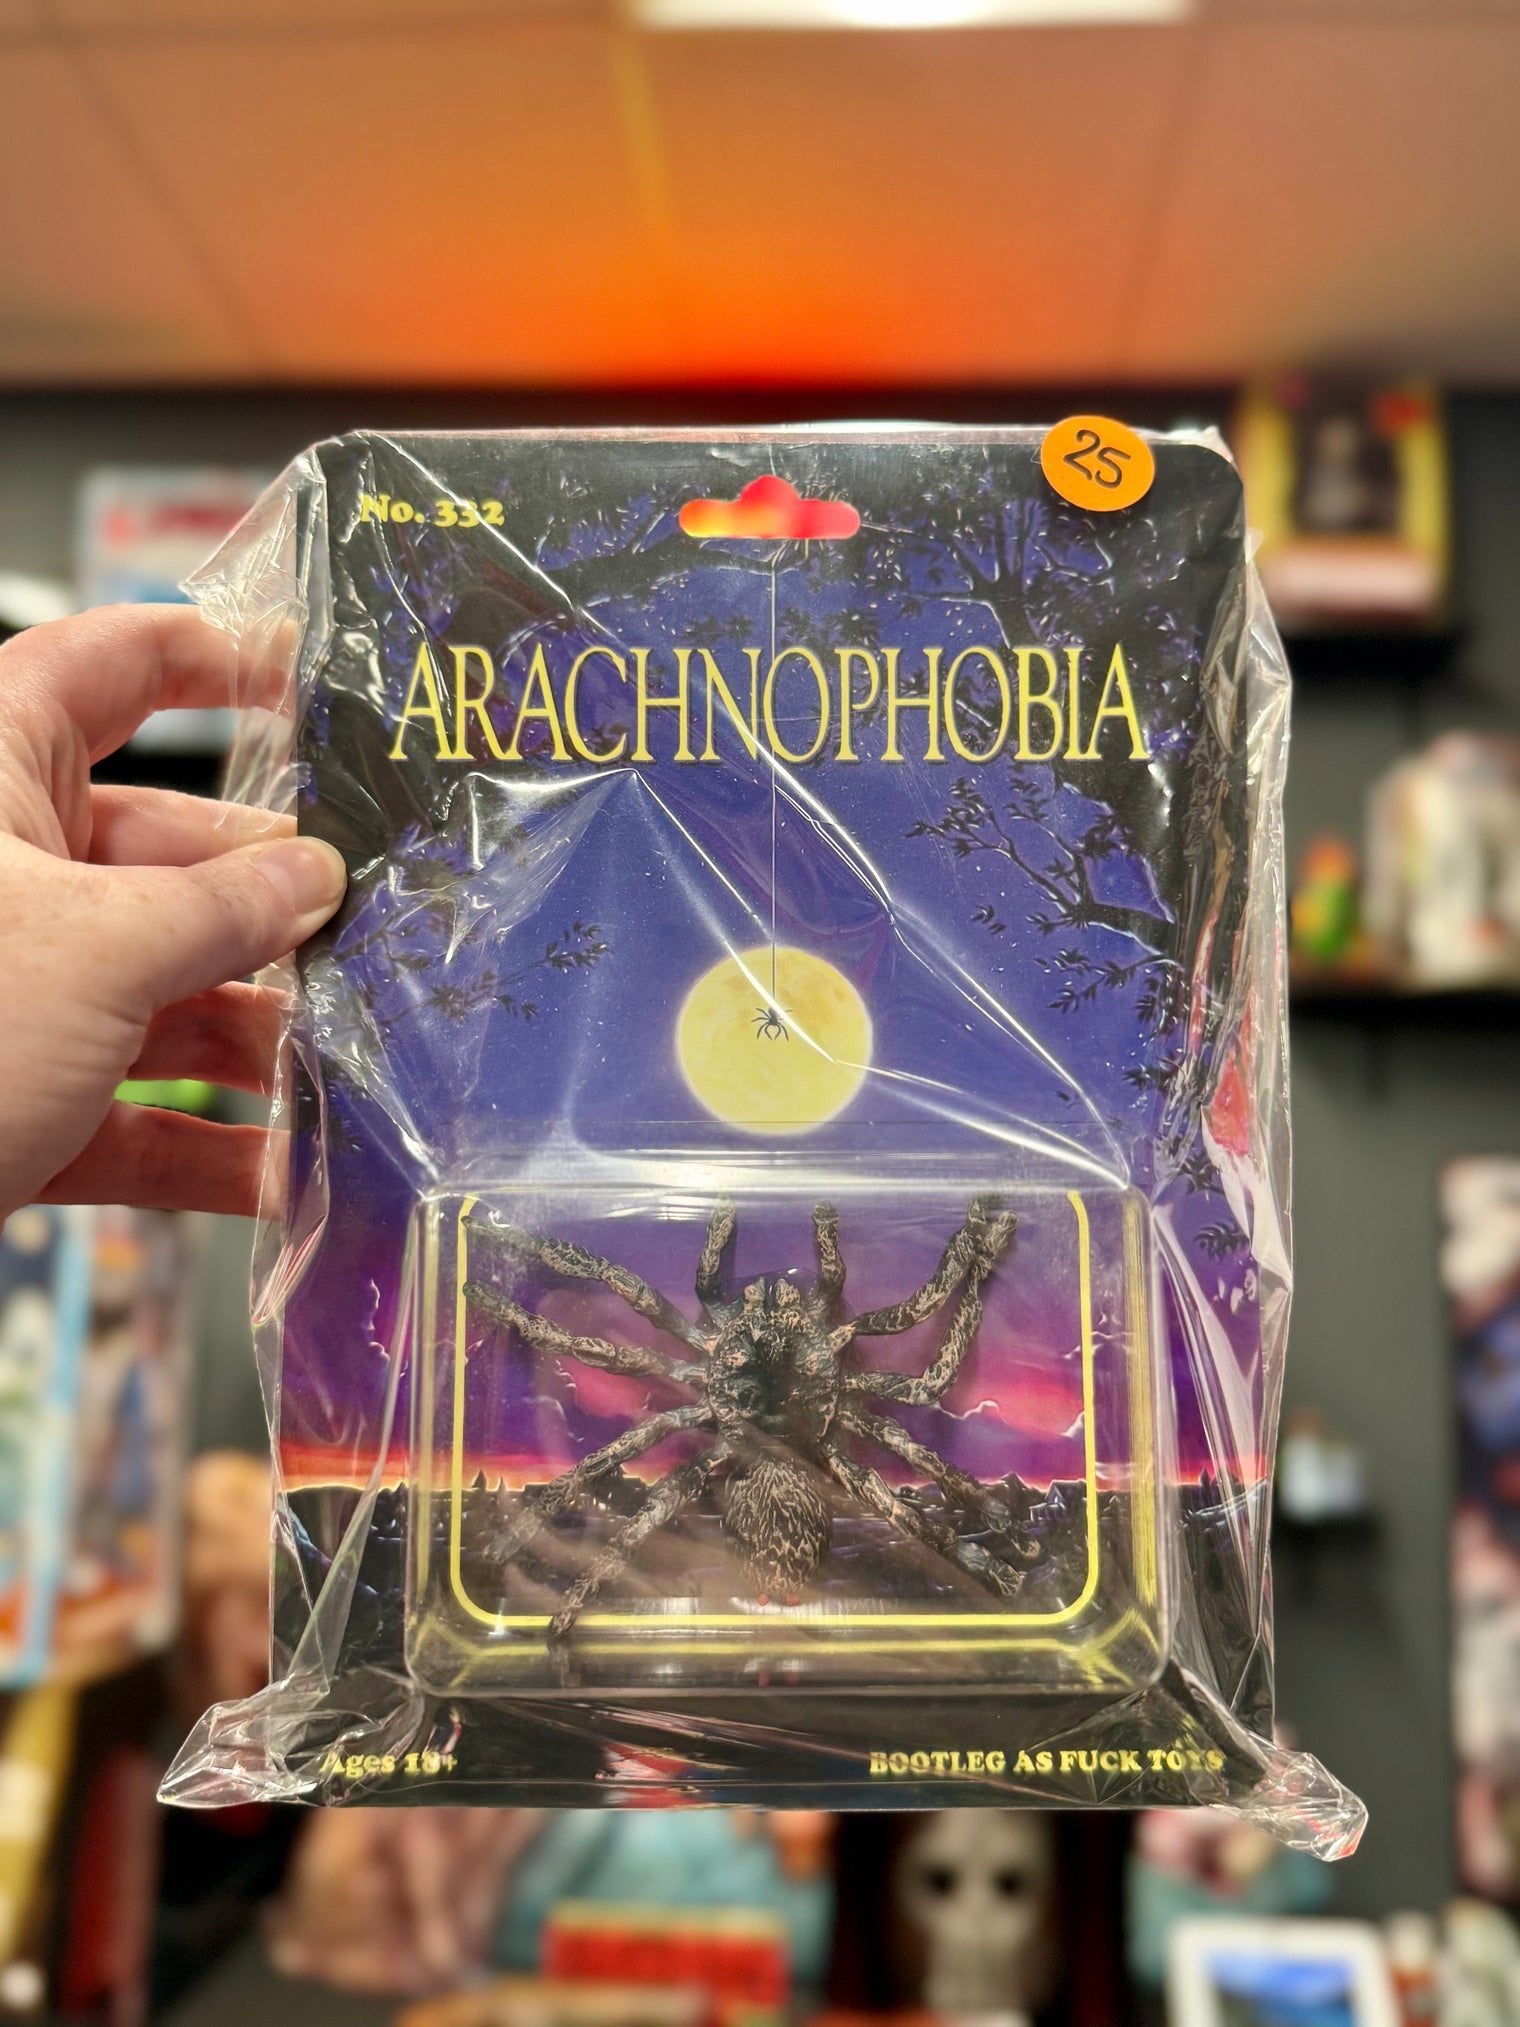 25
No. 332
ARACHNOPHOBIA
Ages 18+
BOOTLEG AS FUCK TOYS